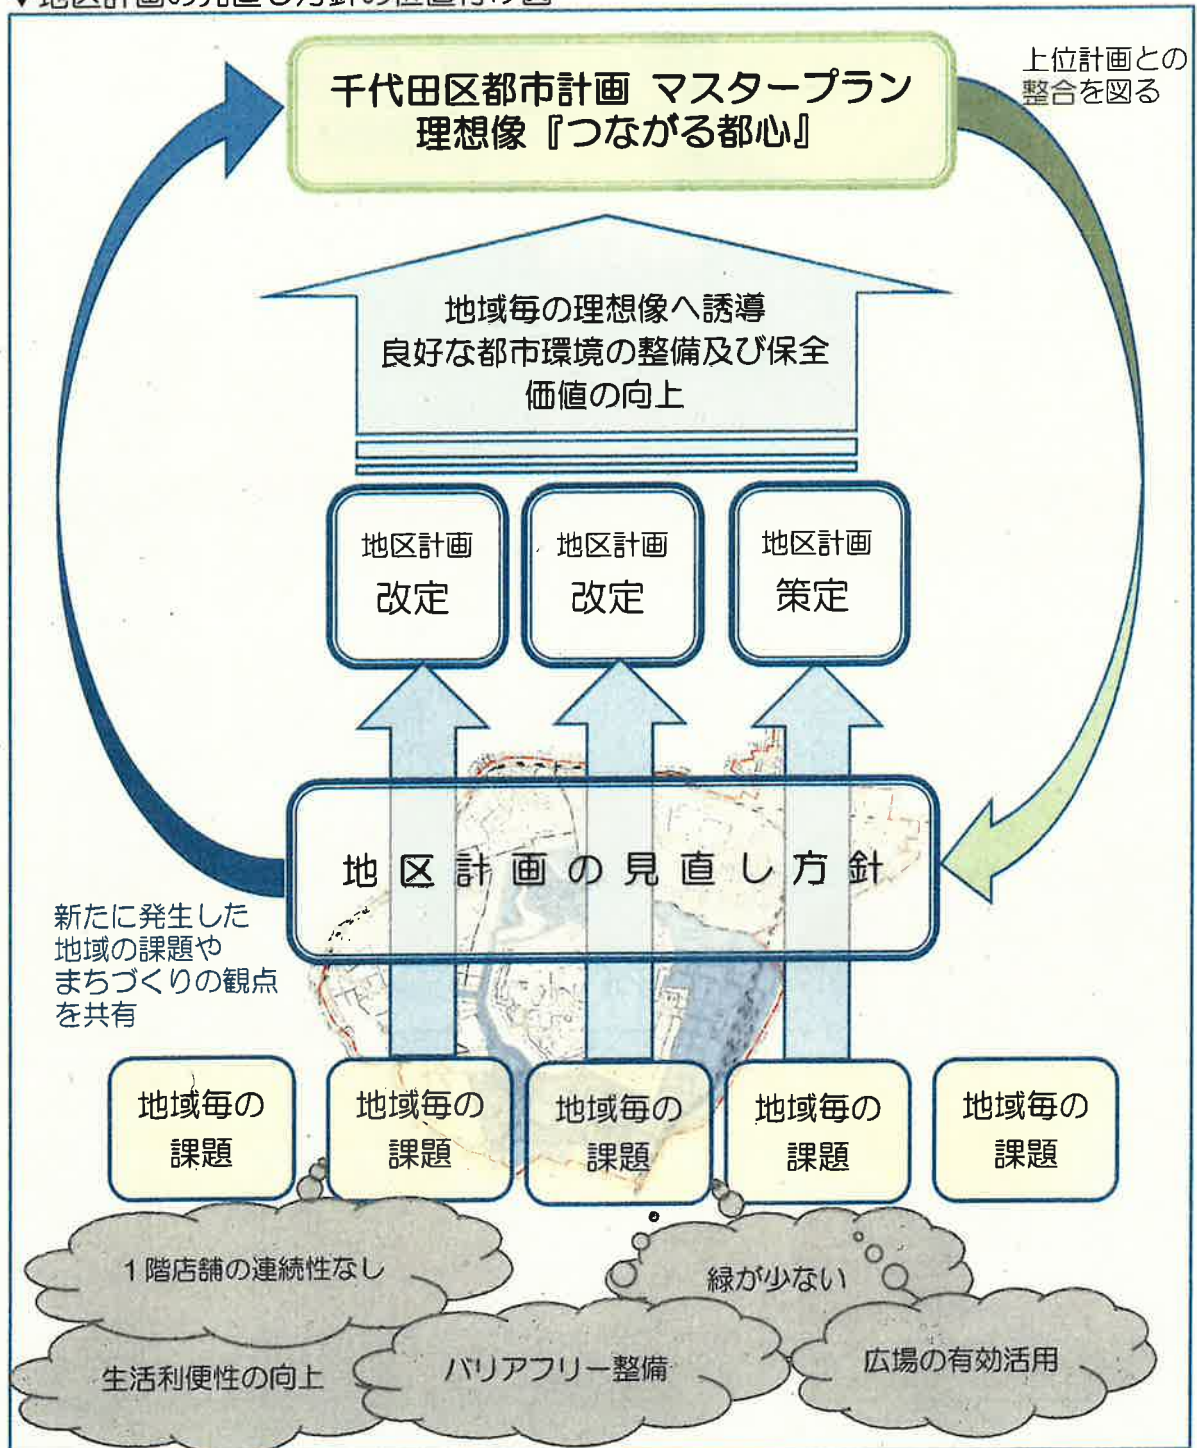 千代田区都市計画 マスタープラン
理想像『つながる都心』
上位計画との
整合を図る
地域毎の理想像へ誘導
良好な都市環境の整備及び保全
価値の向上
地区計画
改定
地区計画
改定
地区計画
策定
地区計画の見直し方針
新たに発生した
地域の課題や
まちづくりの観点
を共有
地域毎の
課題
地域毎の
課題
地域毎の
課題
地域毎の
課題
地域毎の
課題
1階店舗の連続性なし
緑が少ない
生活利便性の向上
バリアフリー整備
広場の有効活用